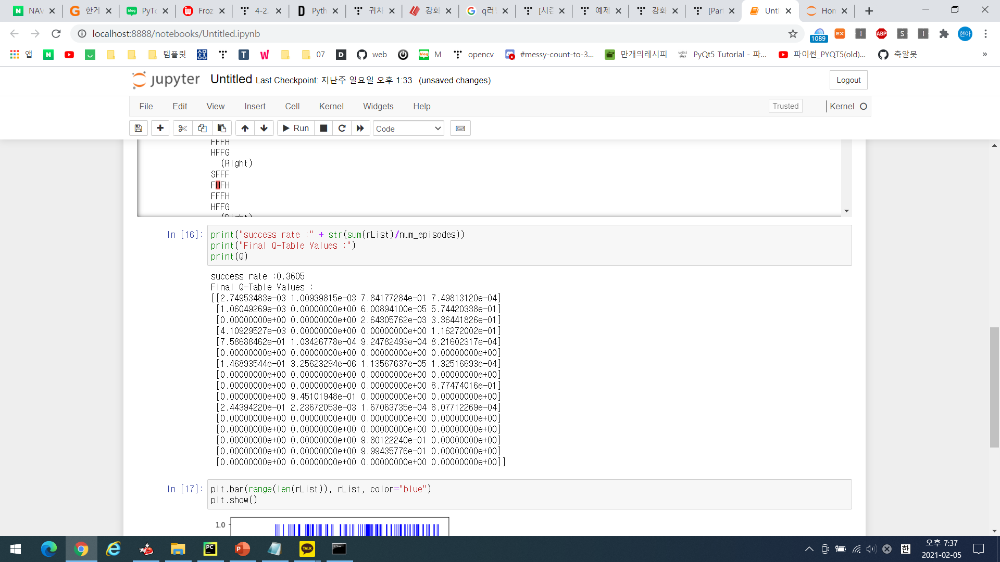 NAV
한게
PyTo
Froz
4-2.
Pyth
귀차
강화
q러닝
[시즌
예제
강화
[Part
Unti
Hom
localhost:8888/notebooks/Untitled.ipynb
1089
EX
ABP
S
현아
앱
템플릿
07
web
M
opencv
#messy-count-to-3...
만개의레시피
PyQt5 Tutorial - 파...
파이썬_PYQT5(old)...
축알못
»
jupyter Untitled Last Checkpoint: 지난주 일요일 오후 1:33 (unsaved changes)
Logout
File Edit View Insert Cell Kernel Widgets Help
Trusted
Kernel
Run
Code
FFFH
HFFG
(Right)
SFFF
FHFH
FFFH
HFFG
(Right)
In [16]:
print("success rate :" + str(sum(rList)/num_episodes))
print("Final Q-Table Values :")
print(Q)
success rate :0.3605
Final Q-Table Values :
[[2.74953483e-03 1.00939815e-03 7.84177284e-01 7.49813120e-04]
[1.06049269e-03 0.00000000e+00 6.00894100e-05 5.74420338e-01]
[0.00000000e+00 0.00000000e+00 2.64305762e-03 3.36441826e-01]
[4.10929527e-03 0.00000000e+00 0.00000000e+00 1.16272002e-01]
[7.58688462e-01 1.03426778e-04 9.24782493e-04 8.21602317e-04]
[0.00000000e+00 0.00000000e+00 0.00000000e+00 0.00000000e+00]
[1.46893544e-01 3.25623294e-06 1.13567637e-05 1.32516693e-04]
[0.00000000e+00 0.00000000e+00 0.00000000e+00 0.00000000e+00]
[0.00000000e+00 0.00000000e+00 0.00000000e+00 8.77474016e-01]
[0.00000000e+00 9.45101948e-01 0.00000000e+00 0.00000000e+00]
[2.44394220e-01 2.23672053e-03 1.67063735e-04 8.07712269e-04]
[0.00000000e+00 0.00000000e+00 0.00000000e+00 0.00000000e+00]
[0.00000000e+00 0.00000000e+00 0.00000000e+00 0.00000000e+00]
[0.00000000e+00 0.00000000e+00 9.80122240e-01 0.00000000e+00]
[0.00000000e+00 0.00000000e+00 9.99435776e-01 0.00000000e+00]
[0.00000000e+00 0.00000000e+00 0.00000000e+00 0.00000000e+00]]
In [17]:
plt.bar(range(len(rList)), rList, color="blue")
plt.show()
1.0
PC
TALK
한
오후 7:37
2021-02-05